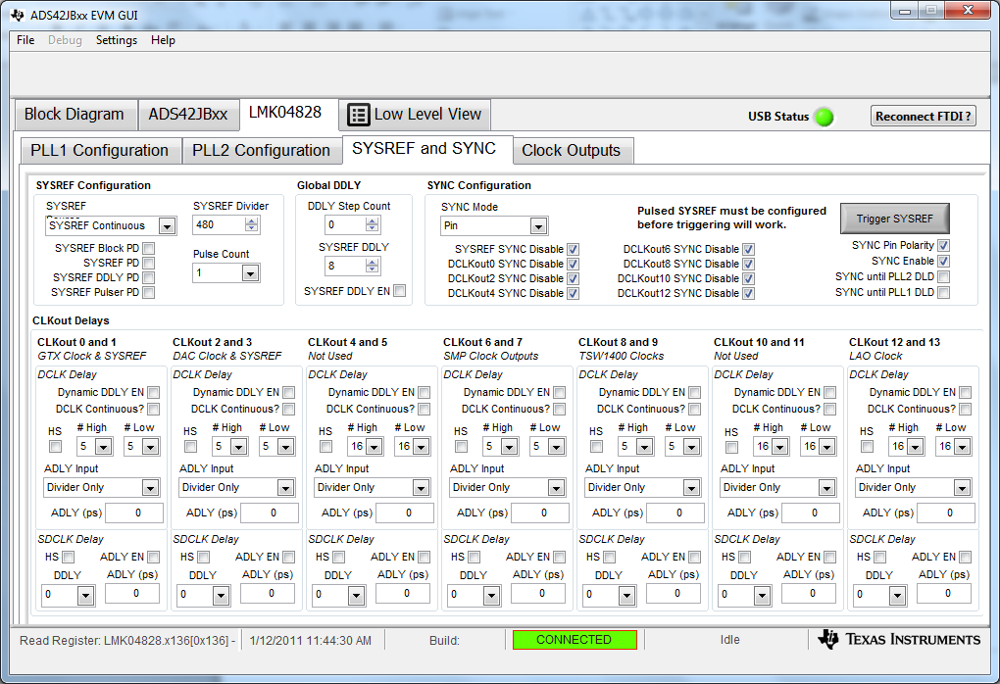 ADS42JBxx EVM GUI
File Debug Settings Help
Block Diagram ADS42JBxx LMK04828 Low Level View USB Status Reconnect FTDI ?
PLL1 Configuration PLL2 Configuration SYSREF and SYNC Clock Outputs
SYSREF Configuration Global DDLY SYNC Configuration
SYSREF SYSREF Divider DDLY Step Count SYNC Mode Pulsed SYSREF must be configured Trigger SYSREF
SYSREF Continuous 480 0 Pin before triggering will work.
SYSREF Block PD Pulse Count SYSREF DDLY SYSREF SYNC Disable DCLKout6 SYNC Disable SYNC Pin Polarity
SYSREF PD 1 8 DCLKout0 SYNC Disable DCLKout8 SYNC Disable SYNC Enable
SYSREF DDLY PD DCLKout2 SYNC Disable DCLKout10 SYNC Disable SYNC until PLL2 DLD
SYSREF Pulser PD SYSREF DDLY EN DCLKout4 SYNC Disable DCLKout12 SYNC Disable SYNC until PLL1 DLD
CLKout Delays
CLKout 0 and 1 CLKout 2 and 3 CLKout 4 and 5 CLKout 6 and 7 CLKout 8 and 9 CLKout 10 and 11 CLKout 12 and 13
GTX Clock & SYSREF DAC Clock & SYSREF Not Used SMP Clock Outputs TSW1400 Clocks Not Used LAO Clock
DCLK Delay DCLK Delay DCLK Delay DCLK Delay DCLK Delay DCLK Delay DCLK Delay
Dynamic DDLY EN Dynamic DDLY EN Dynamic DDLY EN Dynamic DDLY EN Dynamic DDLY EN Dynamic DDLY EN Dynamic DDLY EN
DCLK Continuous? DCLK Continuous? DCLK Continuous? DCLK Continuous? DCLK Continuous? DCLK Continuous? DCLK Continuous?
HS # High # Low HS # High # Low HS # High # Low HS # High # Low HS # High # Low HS # High # Low HS # High # Low
5 5 5 5 16 16 5 5 5 5 16 16 16 16
ADLY Input ADLY Input ADLY Input ADLY Input ADLY Input ADLY Input ADLY Input
Divider Only Divider Only Divider Only Divider Only Divider Only Divider Only Divider Only
ADLY (ps) 0 ADLY (ps) 0 ADLY (ps) 0 ADLY (ps) 0 ADLY (ps) 0 ADLY (ps) 0 ADLY (ps) 0
SDCLK Delay SDCLK Delay SDCLK Delay SDCLK Delay SDCLK Delay SDCLK Delay SDCLK Delay
HS ADLY EN HS ADLY EN HS ADLY EN HS ADLY EN HS ADLY EN HS ADLY EN HS ADLY EN
DDLY ADLY (ps) DDLY ADLY (ps) DDLY ADLY (ps) DDLY ADLY (ps) DDLY ADLY (ps) DDLY ADLY (ps) DDLY ADLY (ps)
0 0 0 0 0 0 0 0 0 0 0 0 0 0
Read Register: LMK04828.x136[0x136] - 1/12/2011 11:44:30 AM Build: CONNECTED Idle TEXAS INSTRUMENTS